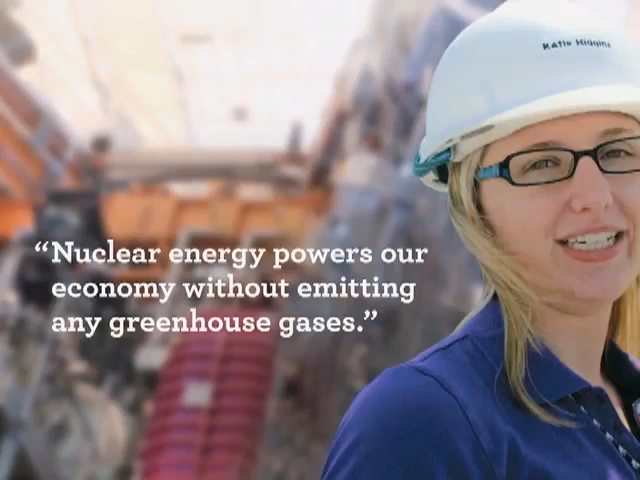 Katie Higgins
“Nuclear energy powers our
economy without emitting
any greenhouse gases.”